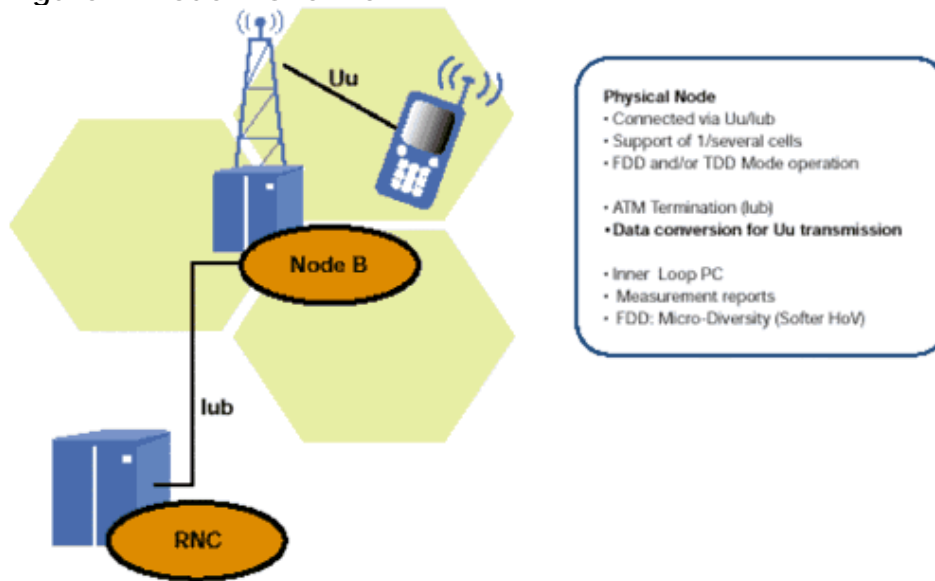 Uu
Node B
Iub
RNC
Physical Node
• Connected via Uu/Iub
• Support of 1/several cells
• FDD and/or TDD Mode operation
• ATM Termination (Iub)
•Data conversion for Uu transmission
• Inner Loop PC
• Measurement reports
• FDD: Micro-Diversity (Softer HoV)